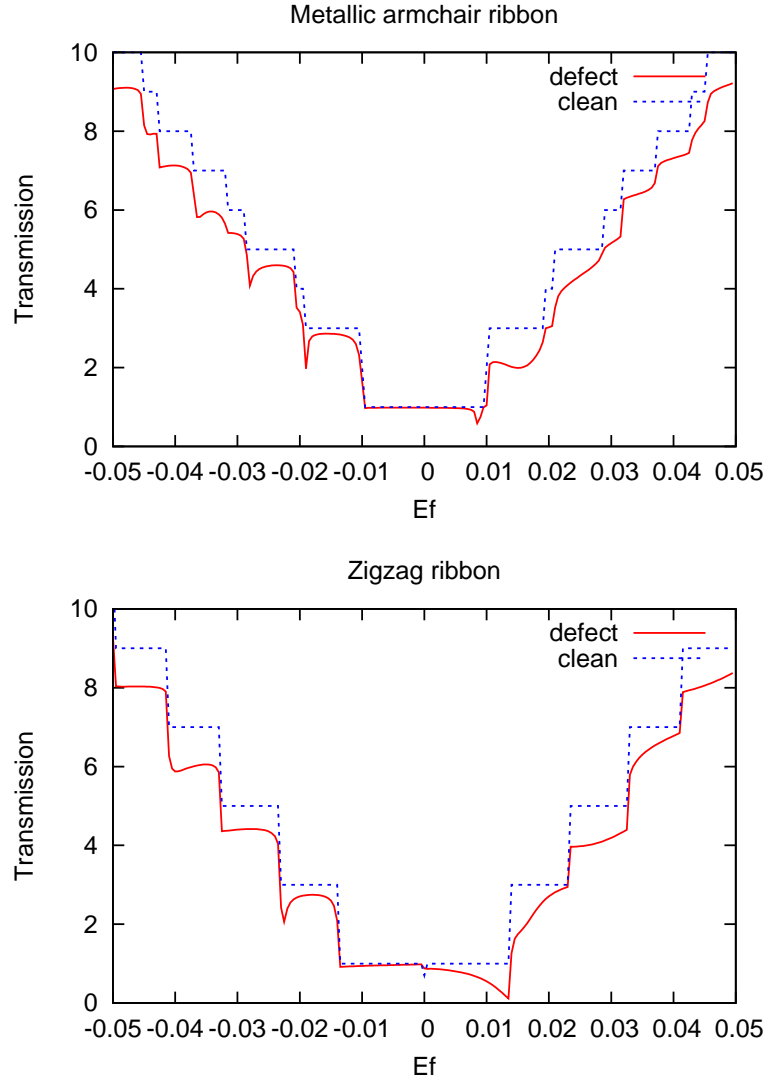 Metallic armchair ribbon
10
8
6
4
2
0
Transmission
defect
clean
-0.05 -0.04 -0.03 -0.02 -0.01 0 0.01 0.02 0.03 0.04 0.05
Ef
Zigzag ribbon
10
8
6
4
2
0
Transmission
defect
clean
-0.05 -0.04 -0.03 -0.02 -0.01 0 0.01 0.02 0.03 0.04 0.05
Ef